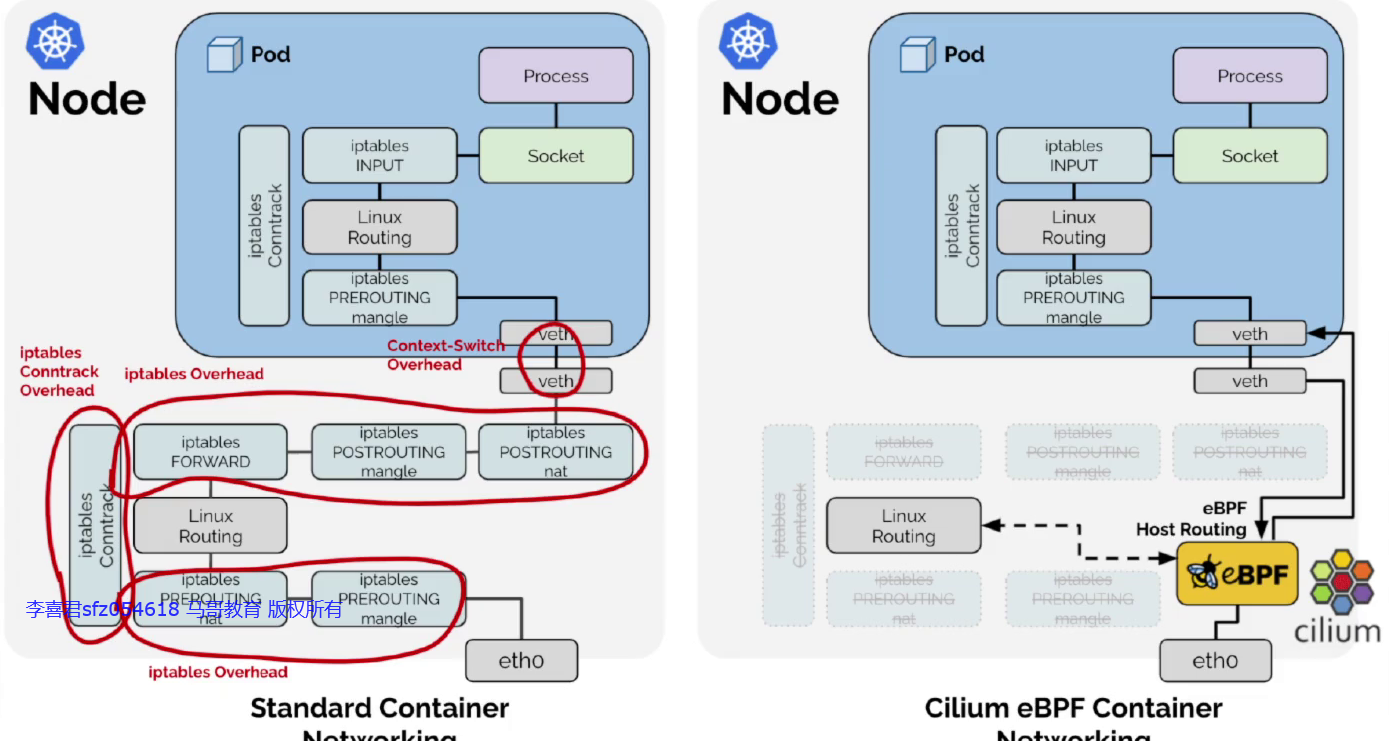 Node
Pod
Process
Socket
iptables
INPUT
Linux
Routing
iptables
PREROUTING
mangle
iptables
Conntrack
veth
veth
Context-Switch
Overhead
iptables
Conntrack
Overhead
iptables Overhead
iptables
Conntrack
iptables
FORWARD
iptables
POSTROUTING
mangle
iptables
POSTROUTING
nat
Linux
Routing
iptables
PREROUTING
nat
iptables
PREROUTING
mangle
李喜君sfz054618 马哥教育 版权所有
eth0
iptables Overhead
Standard Container
Networking
Node
Pod
Process
Socket
iptables
INPUT
Linux
Routing
iptables
PREROUTING
mangle
iptables
Conntrack
veth
veth
iptables
Conntrack
iptables
FORWARD
iptables
POSTROUTING
mangle
iptables
POSTROUTING
nat
eBPF
Host Routing
Linux
Routing
eBPF
iptables
PREROUTING
nat
iptables
PREROUTING
mangle
cilium
eth0
Cilium eBPF Container
Networking